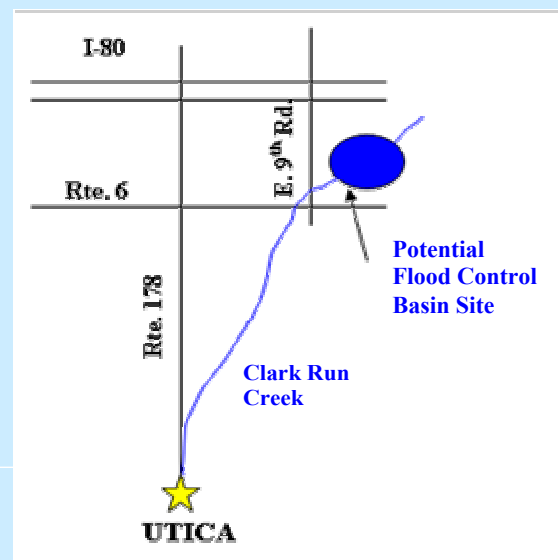 I-80
E. 9th Rd.
Rte. 6
Potential
Flood Control
Basin Site
Rte. 178
Clark Run
Creek
UTICA